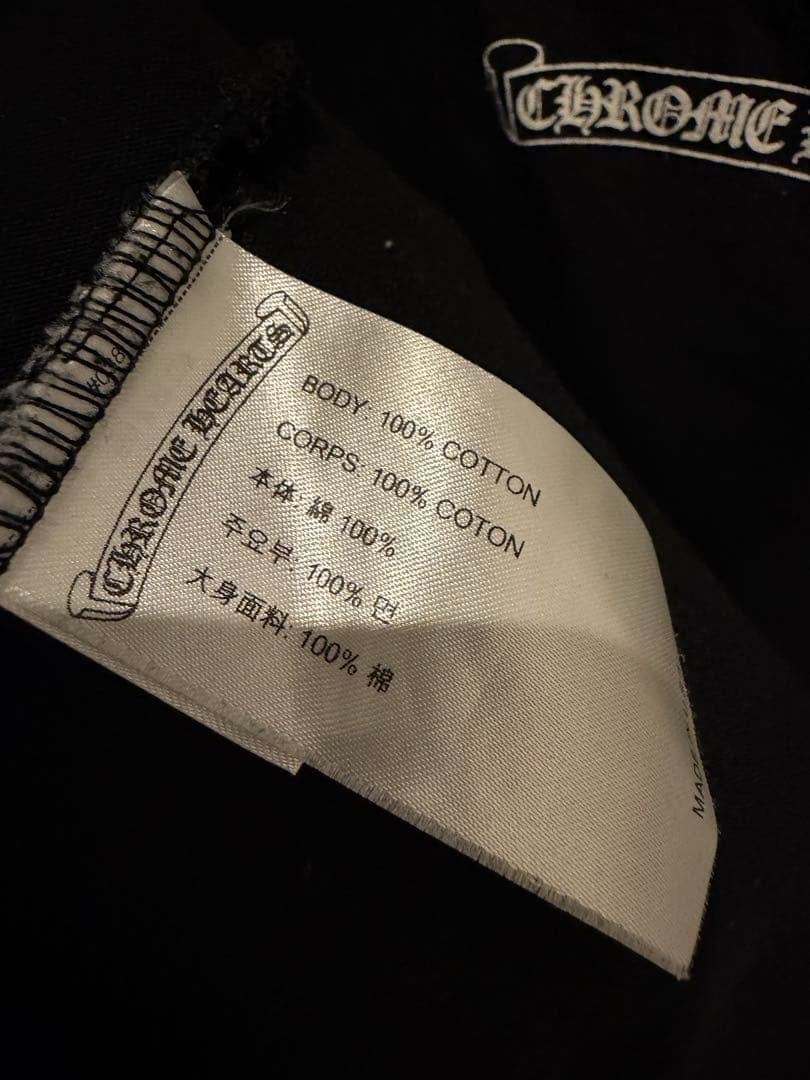 CHROME
CHROME HEARTS
BODY: 100% COTTON
CORPS: 100% COTON
本体: 綿 100%
주요부: 100% 면
大身面料: 100% 棉